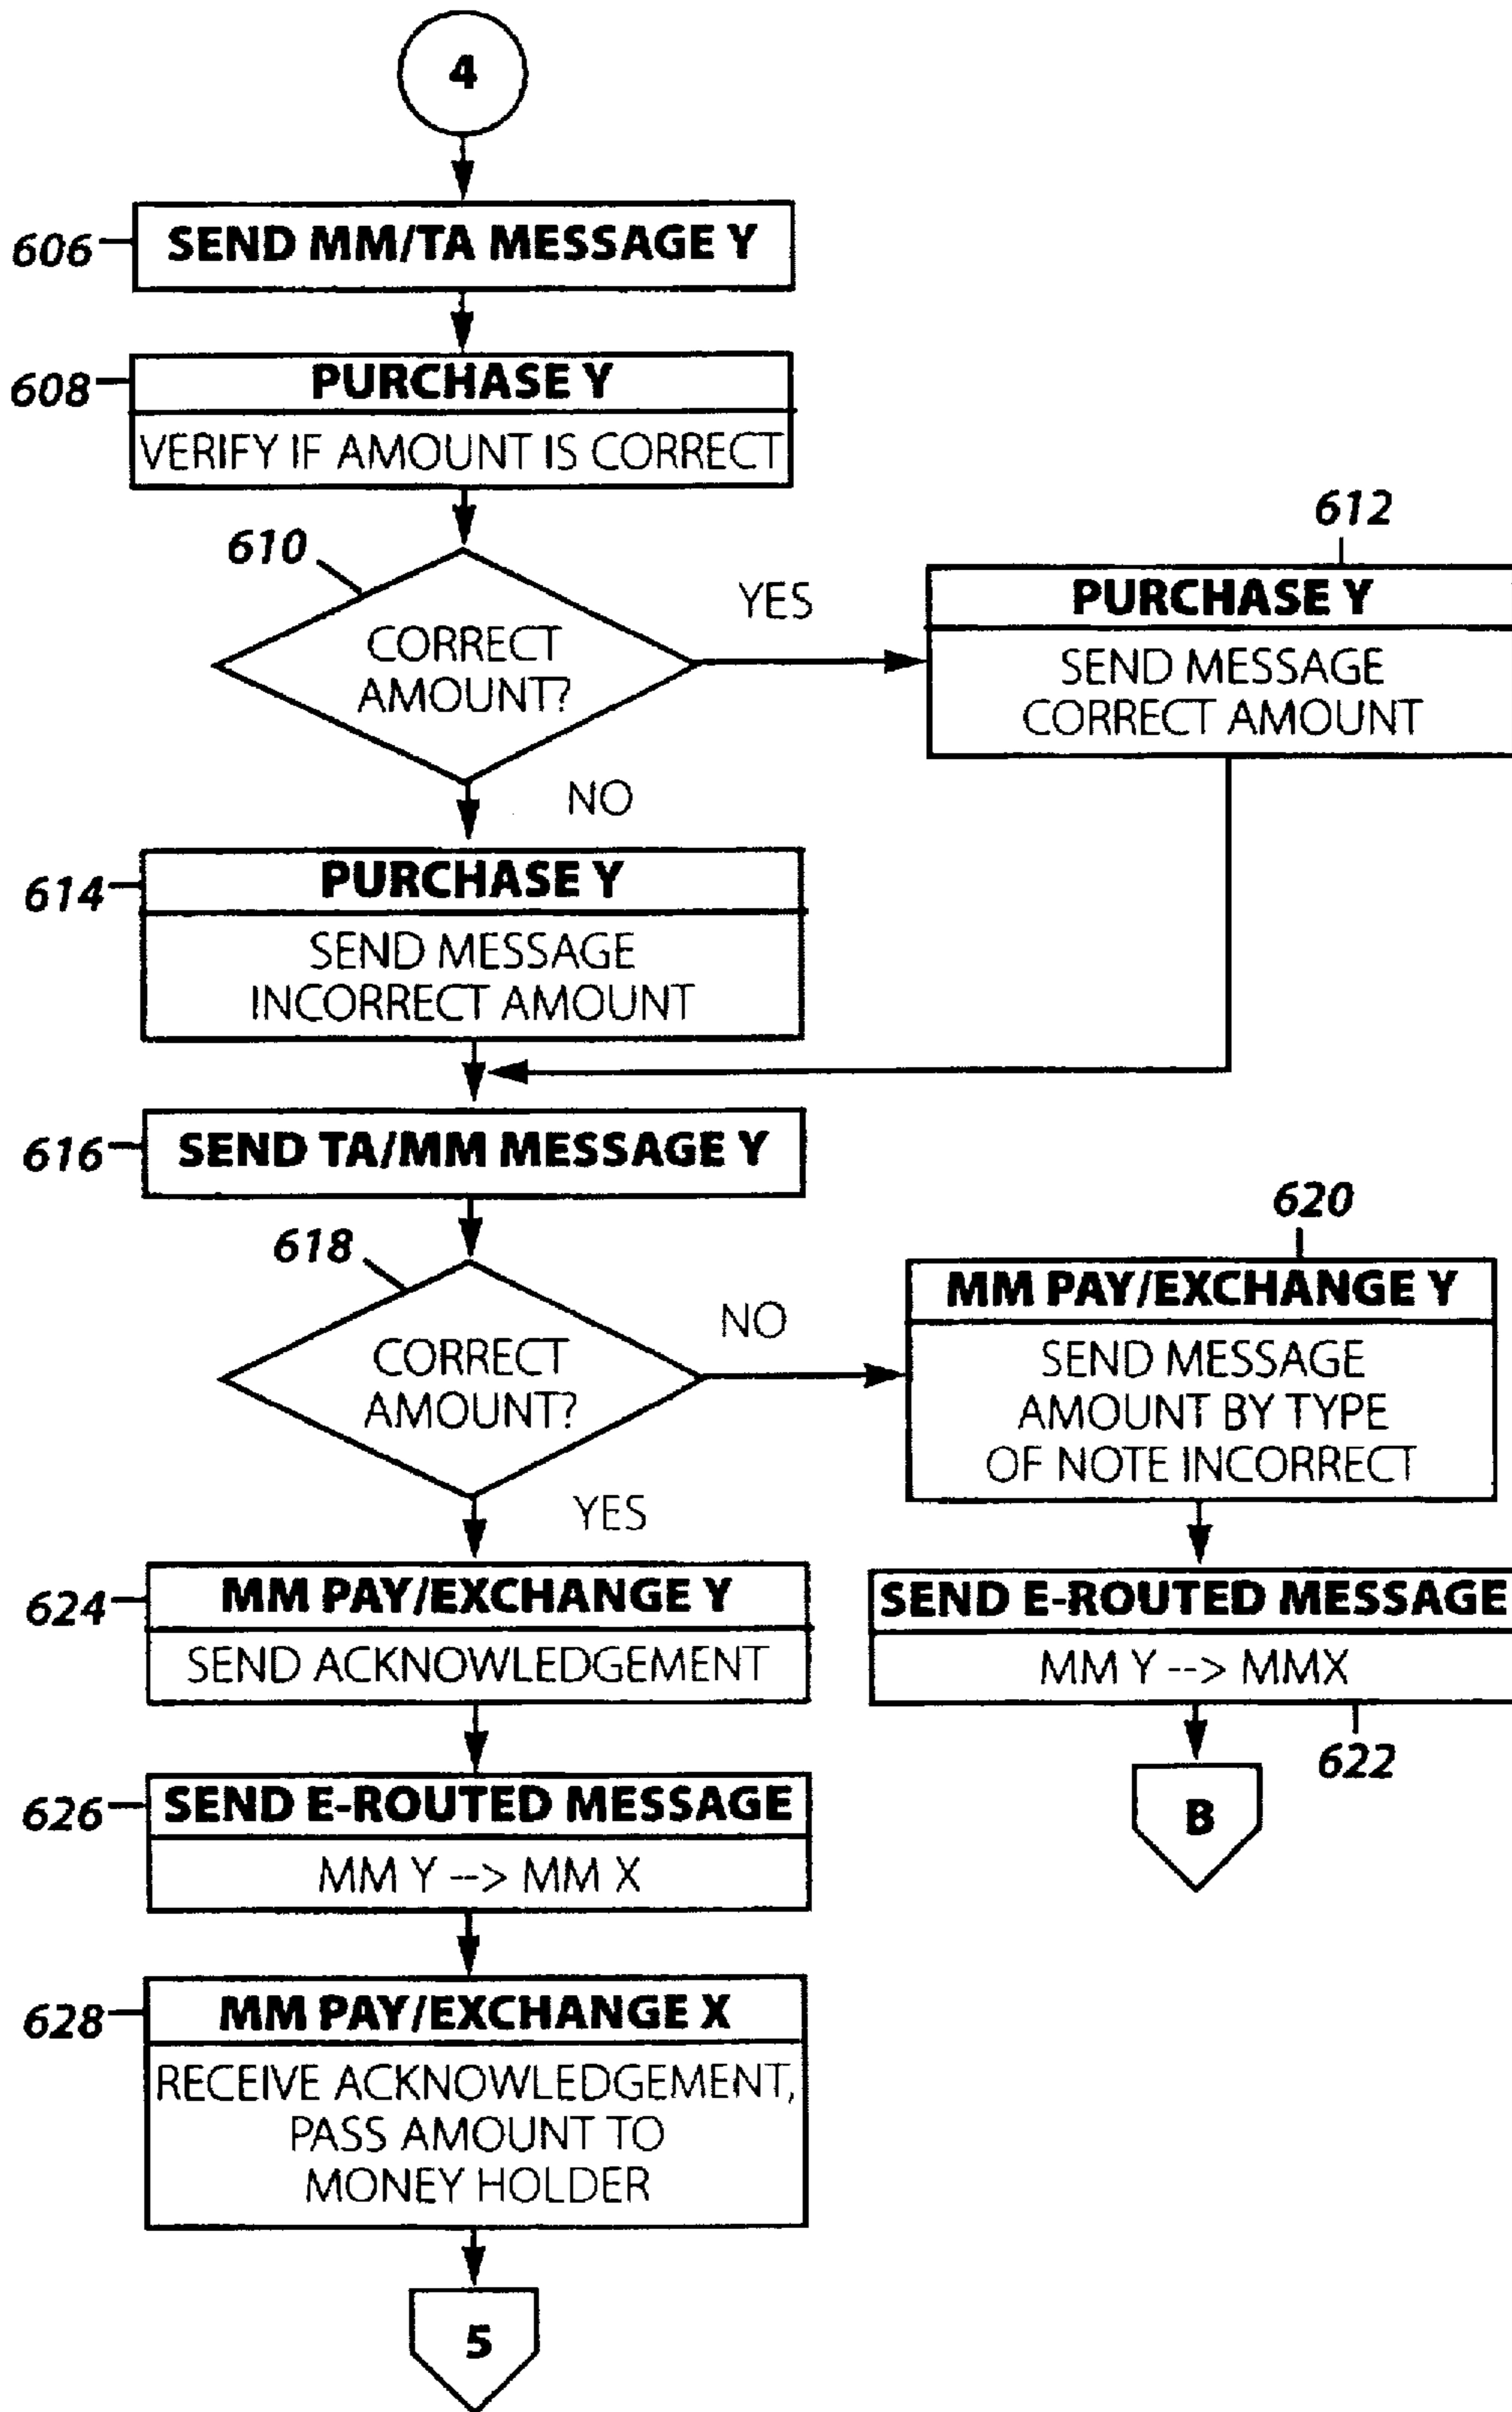 4
606
SEND MM/TA MESSAGE Y
608
PURCHASE Y
VERIFY IF AMOUNT IS CORRECT
610
CORRECT
AMOUNT?
YES
612
PURCHASE Y
SEND MESSAGE
CORRECT AMOUNT
NO
614
PURCHASE Y
SEND MESSAGE
INCORRECT AMOUNT
616
SEND TA/MM MESSAGE Y
618
CORRECT
AMOUNT?
NO
620
MM PAY/EXCHANGE Y
SEND MESSAGE
AMOUNT BY TYPE
OF NOTE INCORRECT
YES
SEND E-ROUTED MESSAGE
MM Y --> MMX
622
B
624
MM PAY/EXCHANGE Y
SEND ACKNOWLEDGEMENT
626
SEND E-ROUTED MESSAGE
MM Y --> MM X
628
MM PAY/EXCHANGE X
RECEIVE ACKNOWLEDGEMENT,
PASS AMOUNT TO
MONEY HOLDER
5